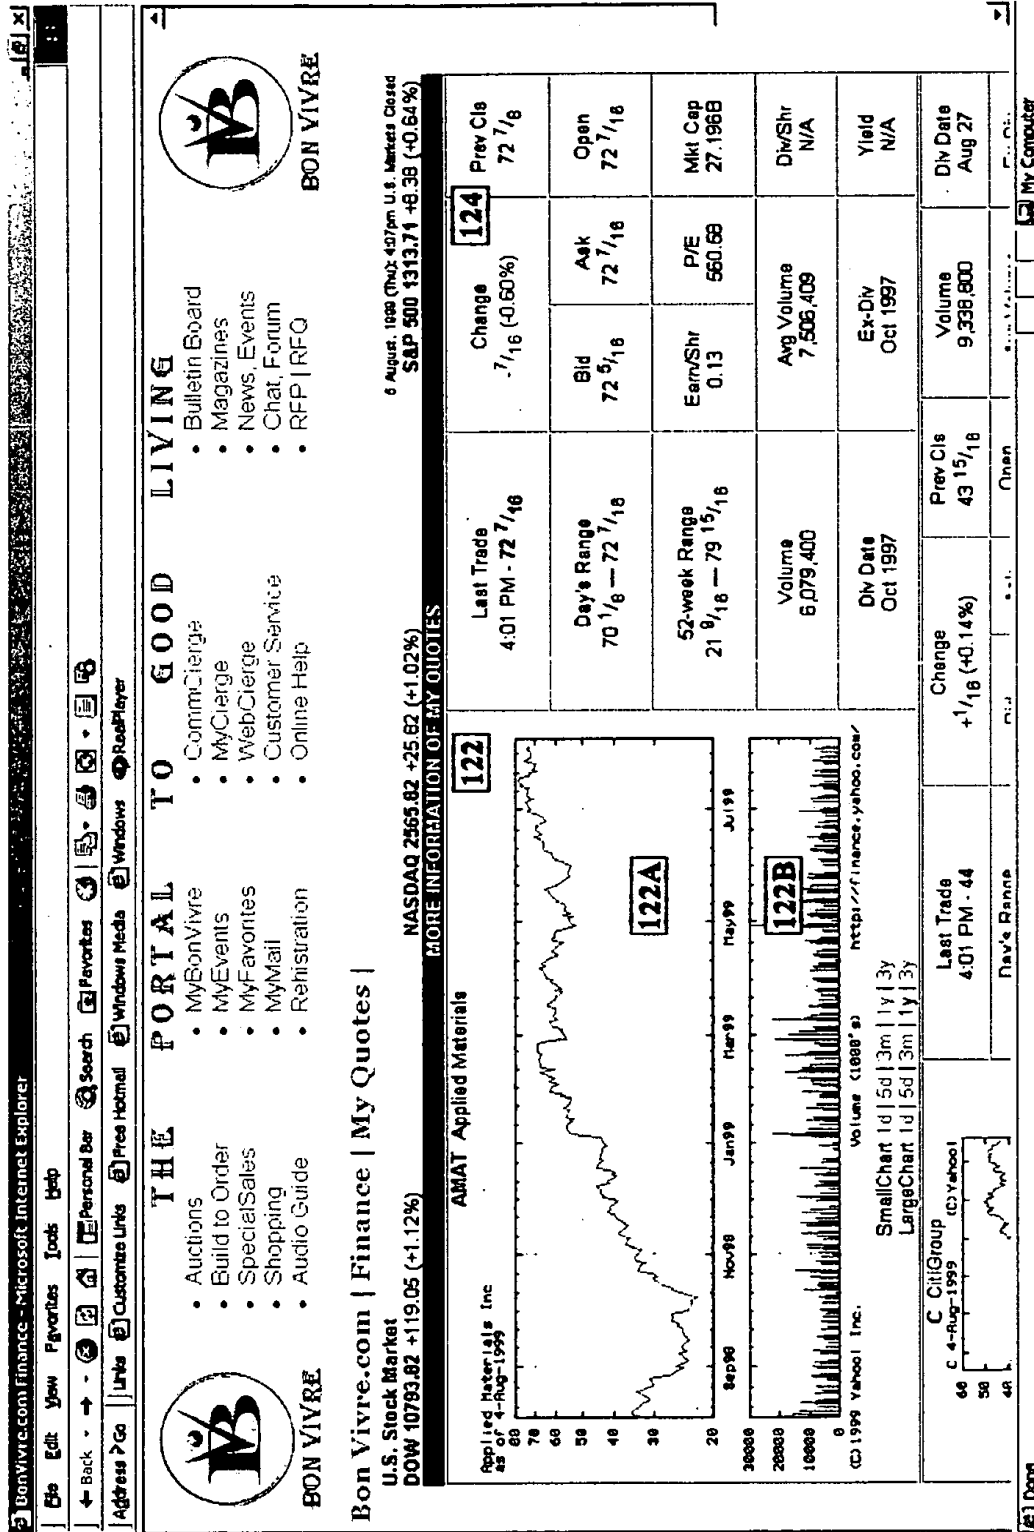 BonVivre.com Finance - Microsoft Internet Explorer
File Edit View Favorites Tools Help
Back Personal Bar Search Favorites
Address Go Links Customize Links Free Hotmail Windows Media Windows RealPlayer
THE PORTAL TO GOOD LIVING
BON VIVRE
• Auctions
• Build to Order
• SpecialSales
• Shopping
• Audio Guide
• MyBonVivre
• MyEvents
• MyFavorites
• MyMail
• Rehistration
• CommCierge
• MyCierge
• WebCierge
• Customer Service
• Online Help
• Bulletin Board
• Magazines
• News, Events
• Chat, Forum
• RFP | RFQ
BON VIVRE
Bon Vivre.com | Finance | My Quotes |
U.S. Stock Market
6 August, 1999 (Thu); 4:07pm U.S. Markets Closed
DOW 10793.82 +119.05 (+1.12%) NASDAQ 2565.82 +25.82 (+1.02%) S&P 500 1313.71 +8.38 (+0.64%)
MORE INFORMATION OF MY QUOTES
AMAT Applied Materials
122
Applied Materials Inc
as of 4-Aug-1999
80
70
60
50
40
30
20
122A
Sep98 Nov98 Jan99 Mar99 May99 Jul99
30000
20000
10000
0
122B
(C)1999 Yahoo! Inc. Volume (1000's) http://finance.yahoo.com/
SmallChart 1d | 5d | 3m | 1y | 3y
LargeChart 1d | 5d | 3m | 1y | 3y
Last Trade
4:01 PM - 72 7/16
Change
-7/16 (-0.60%)
124
Prev Cls
72 7/8
Day's Range
70 1/8 — 72 7/16
Bid
72 5/16
Ask
72 7/16
Open
72 7/16
52-week Range
21 9/16 — 79 15/16
Earn/Shr
0.13
P/E
560.68
Mkt Cap
27.196B
Volume
6,079,400
Avg Volume
7,506,409
Div/Shr
N/A
Div Date
Oct 1997
Ex-Div
Oct 1997
Yield
N/A
C CitiGroup
C 4-Aug-1999 (C) Yahoo!
60
50
Last Trade
4:01 PM - 44
Change
+1/16 (+0.14%)
Prev Cls
43 15/16
Volume
9,338,800
Div Date
Aug 27
Day's Range
Open
Done My Computer